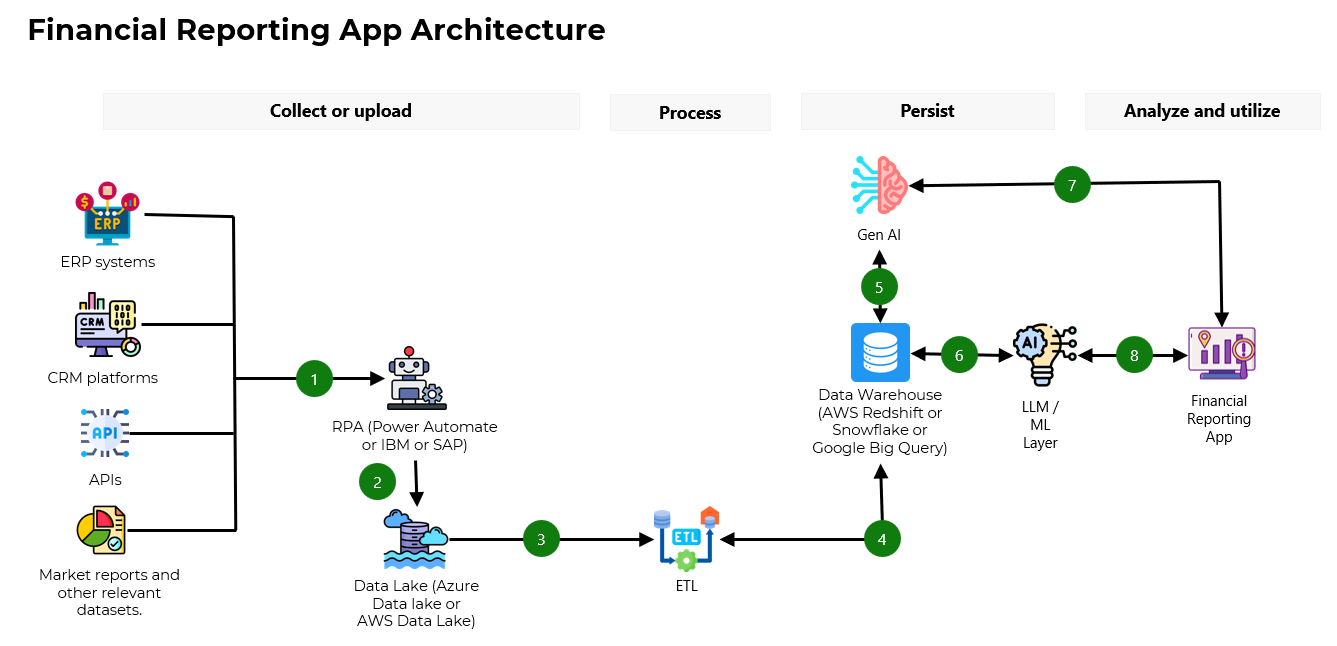 Financial Reporting App Architecture
Collect or upload
Process
Persist
Analyze and utilize
$
ERP
ERP systems
CRM
010
101
010
CRM platforms
API
APIs
Market reports and
other relevant
datasets.
1
RPA (Power Automate
or IBM or SAP)
2
Data Lake (Azure
Data lake or
AWS Data Lake)
3
ETL
ETL
4
Gen AI
5
Data Warehouse
(AWS Redshift or
Snowflake or
Google Big Query)
6
AI
LLM /
ML
Layer
7
8
Financial
Reporting
App